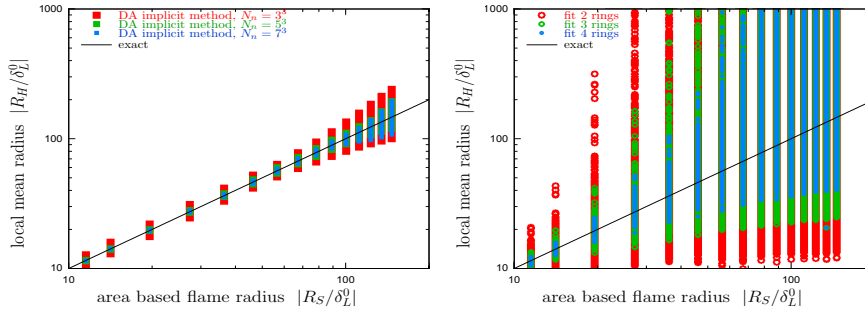 1000
100
10
10
100
local mean radius |R_H/δ_L^0|
area based flame radius |R_S/δ_L^0|
DA implicit method, N_n = 3^3
DA implicit method, N_n = 5^3
DA implicit method, N_n = 7^3
exact
1000
100
10
10
100
local mean radius |R_H/δ_L^0|
area based flame radius |R_S/δ_L^0|
fit 2 rings
fit 3 rings
fit 4 rings
exact